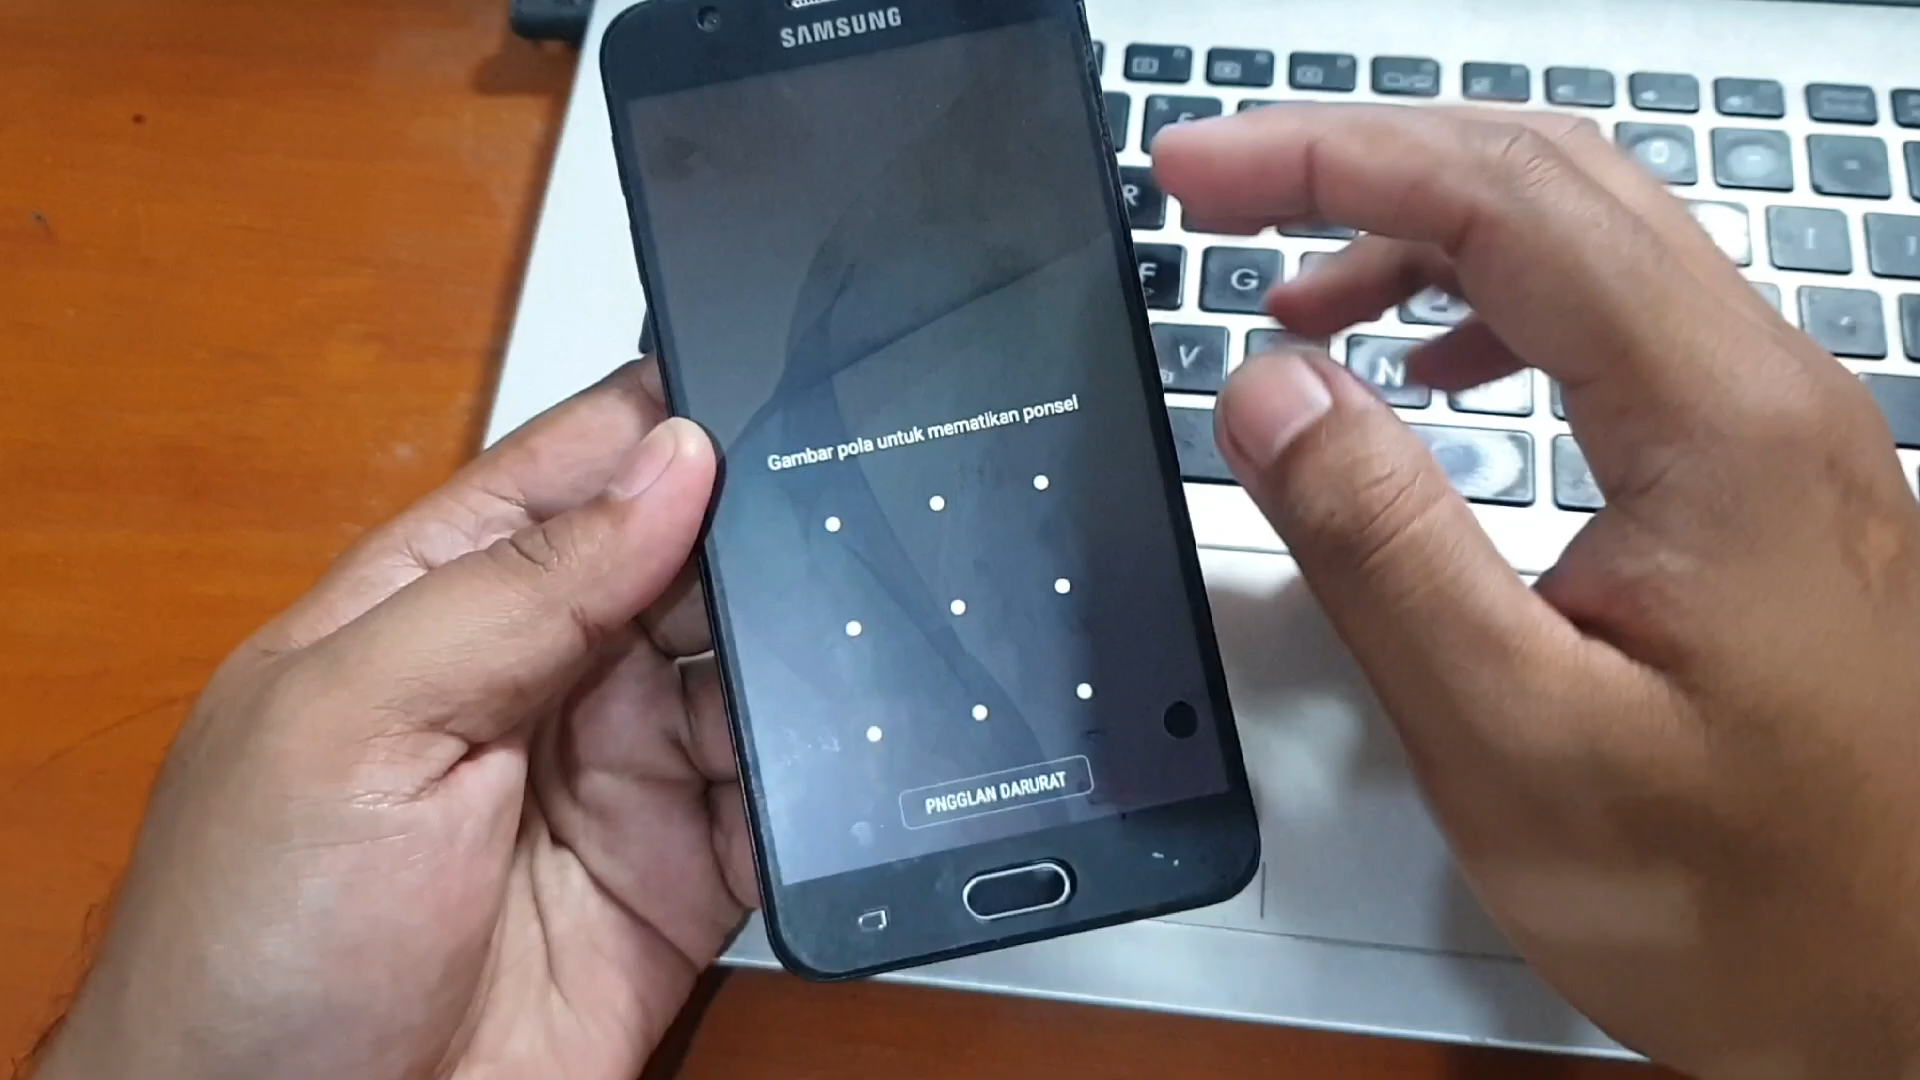 SAMSUNG
Gambar pola untuk mematikan ponsel
PNGGLAN DARURAT
R
F
G
V
N